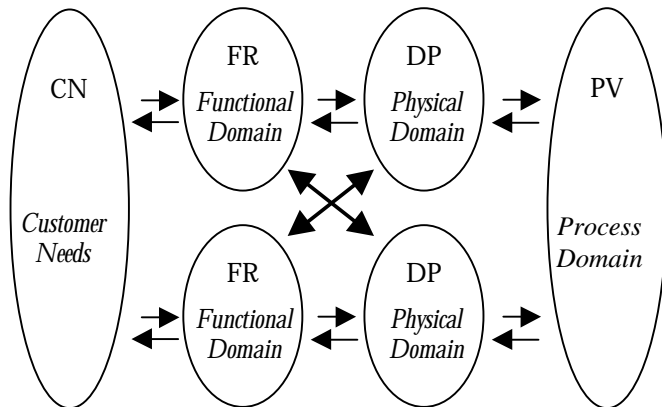 CN
Customer
Needs
FR
Functional
Domain
DP
Physical
Domain
FR
Functional
Domain
DP
Physical
Domain
PV
Process
Domain